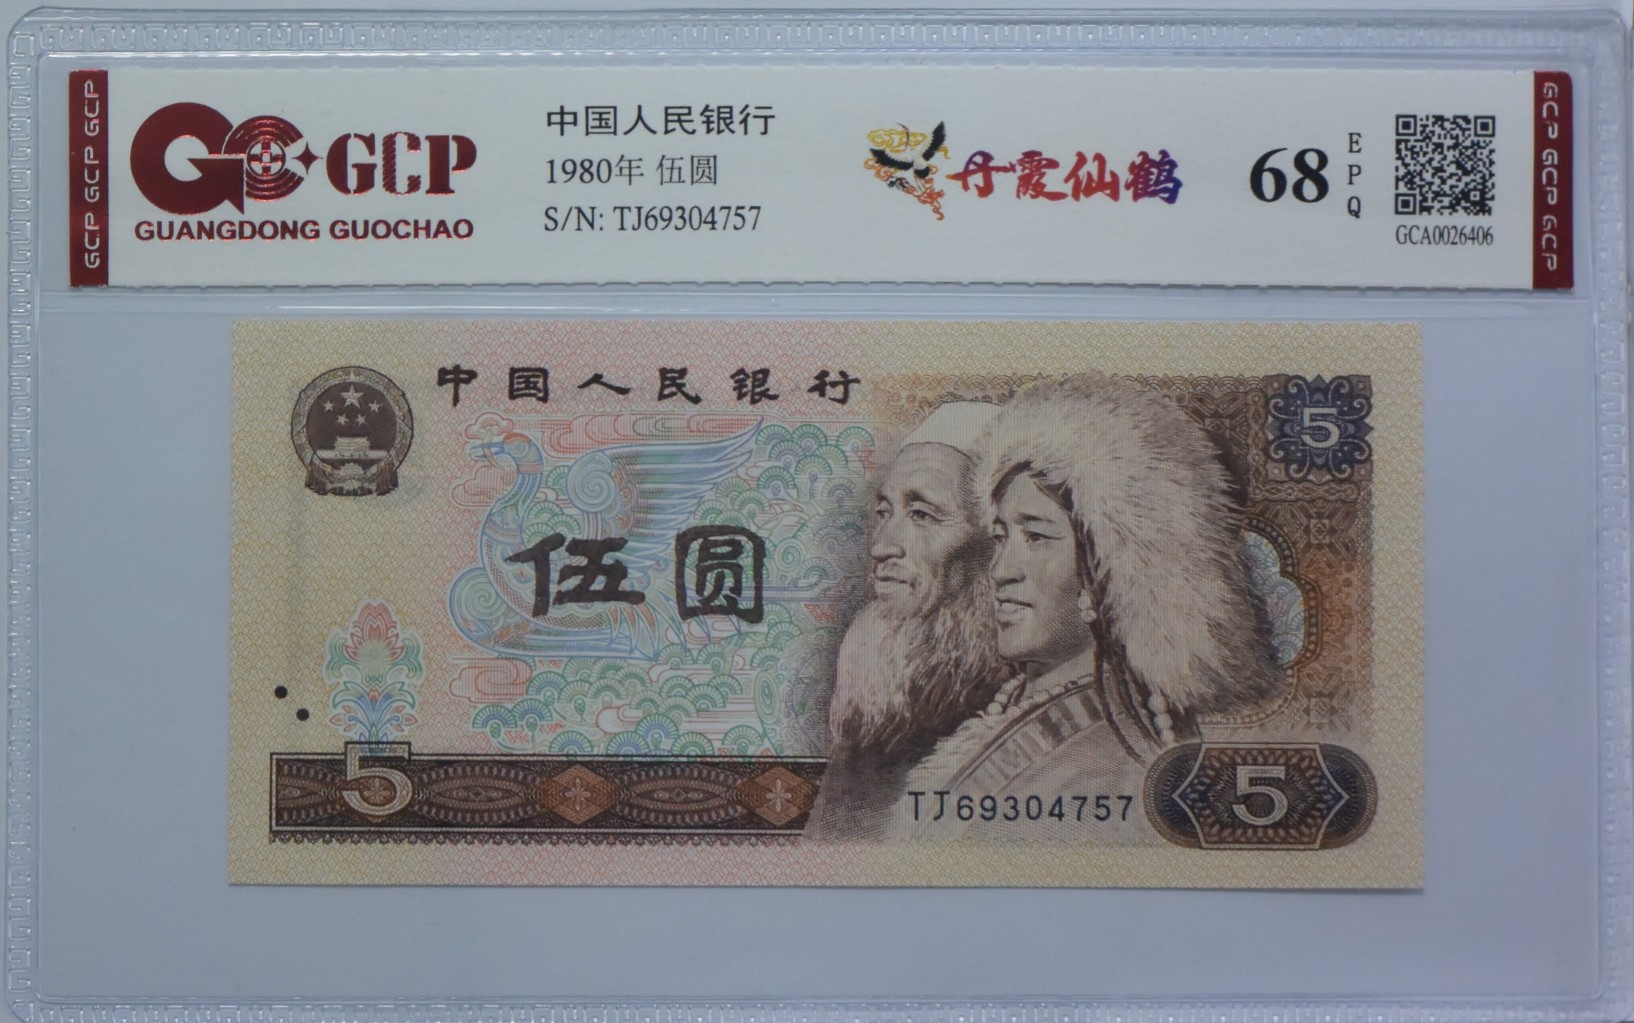 GCP GCP GCP
GCP
GUANGDONG GUOCHAO
中国人民银行
1980年 伍圆
S/N: TJ69304757
丹霞仙鹤
68
EPQ
GCA0026406
GCP GCP GCP
中国人民银行
5
伍圆
5
TJ69304757
5